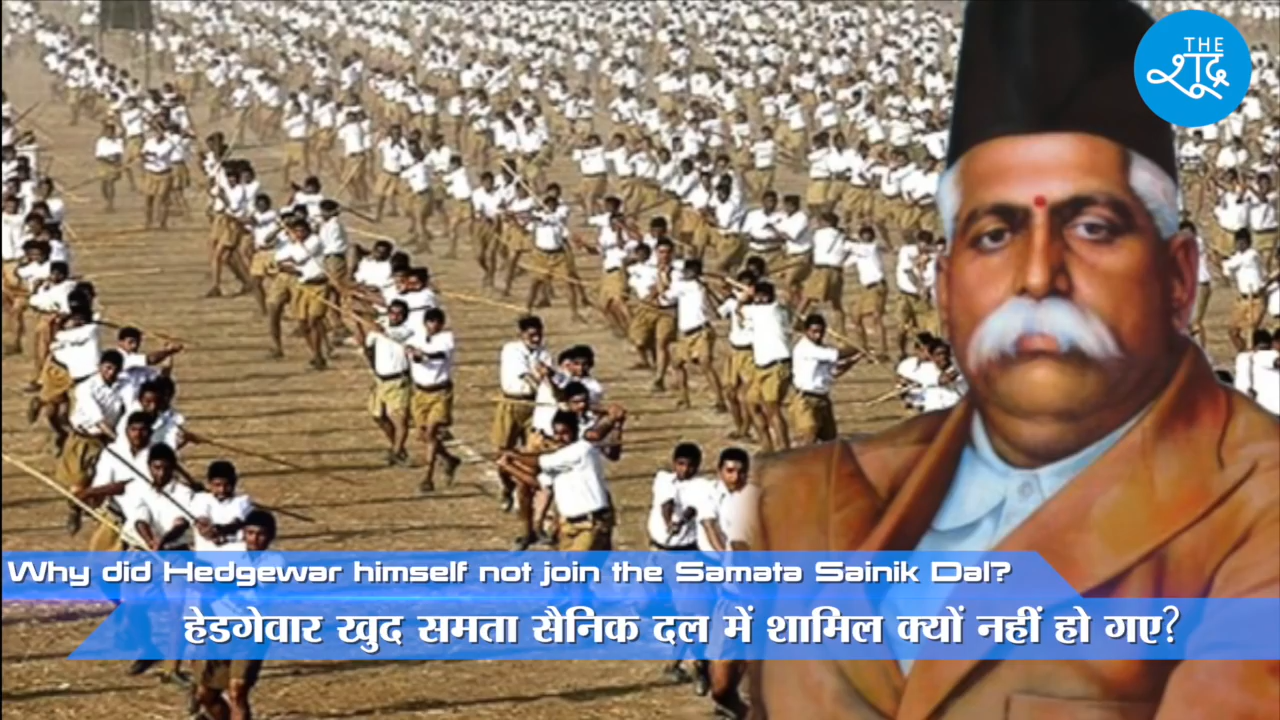 THE
शूद्र
Why did Hedgewar himself not join the Samata Sainik Dal?
हेडगेवार खुद समता सैनिक दल में शामिल क्यों नहीं हो गए?